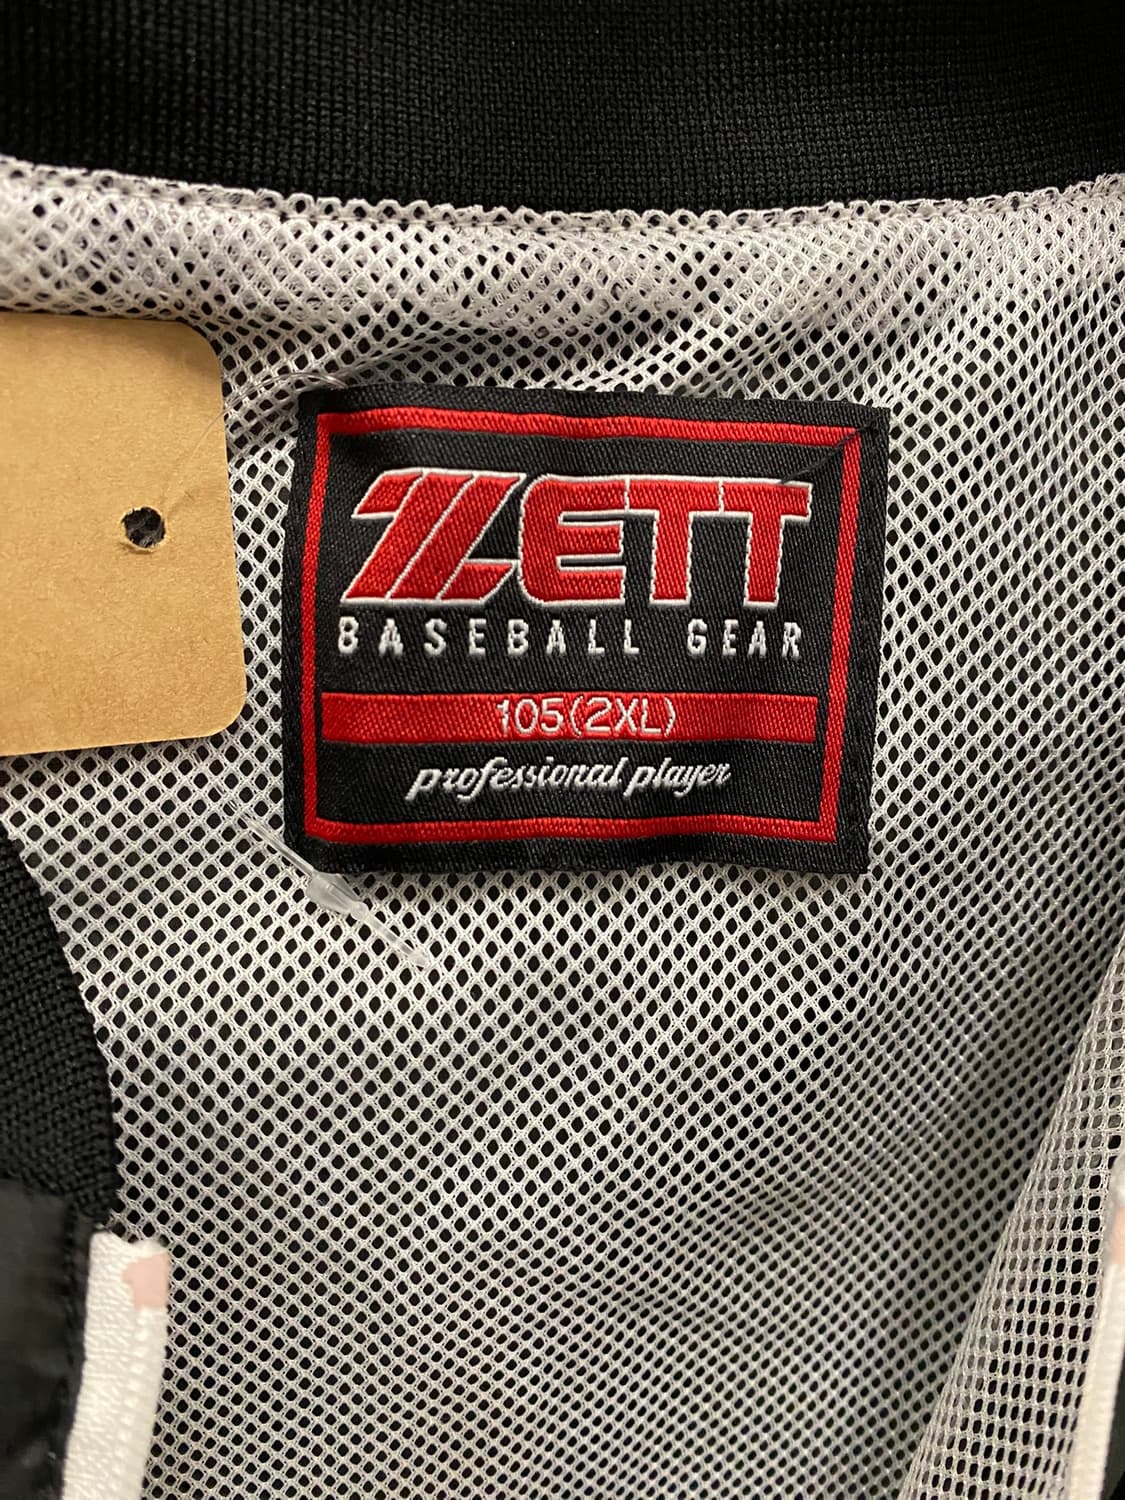 ZETT
BASEBALL GEAR
105(2XL)
professional player